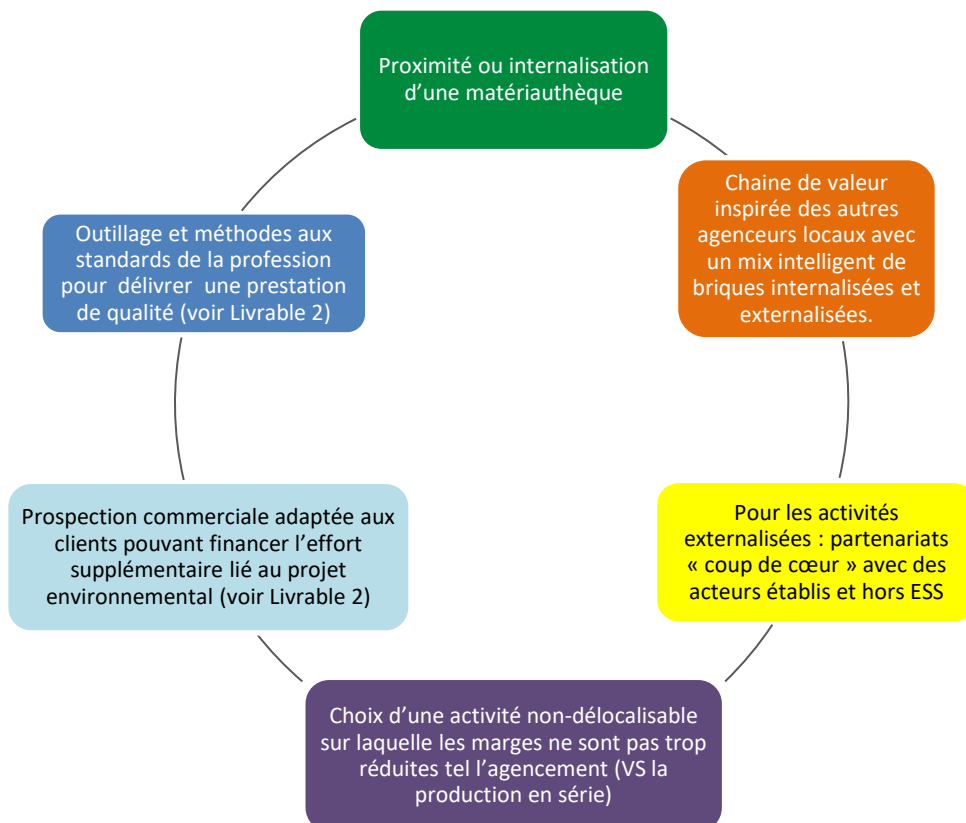 Proximité ou internalisation
d’une matériauthèque
Chaine de valeur
inspirée des autres
agenceurs locaux avec
un mix intelligent de
briques internalisées et
externalisées.
Pour les activités
externalisées : partenariats
« coup de cœur » avec des
acteurs établis et hors ESS
Choix d’une activité non-délocalisable
sur laquelle les marges ne sont pas trop
réduites tel l’agencement (VS la
production en série)
Prospection commerciale adaptée aux
clients pouvant financer l’effort
supplémentaire lié au projet
environnemental (voir Livrable 2)
Outillage et méthodes aux
standards de la profession
pour délivrer une prestation
de qualité (voir Livrable 2)